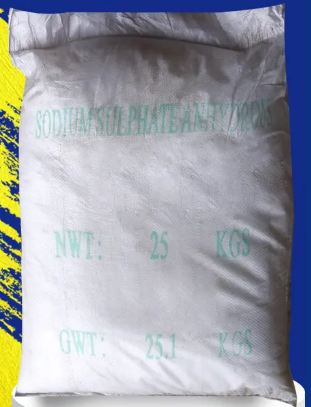 SODIUM SULPHATE ANHYDROUS
NWT: 25 KGS
GWT: 25.1 KGS